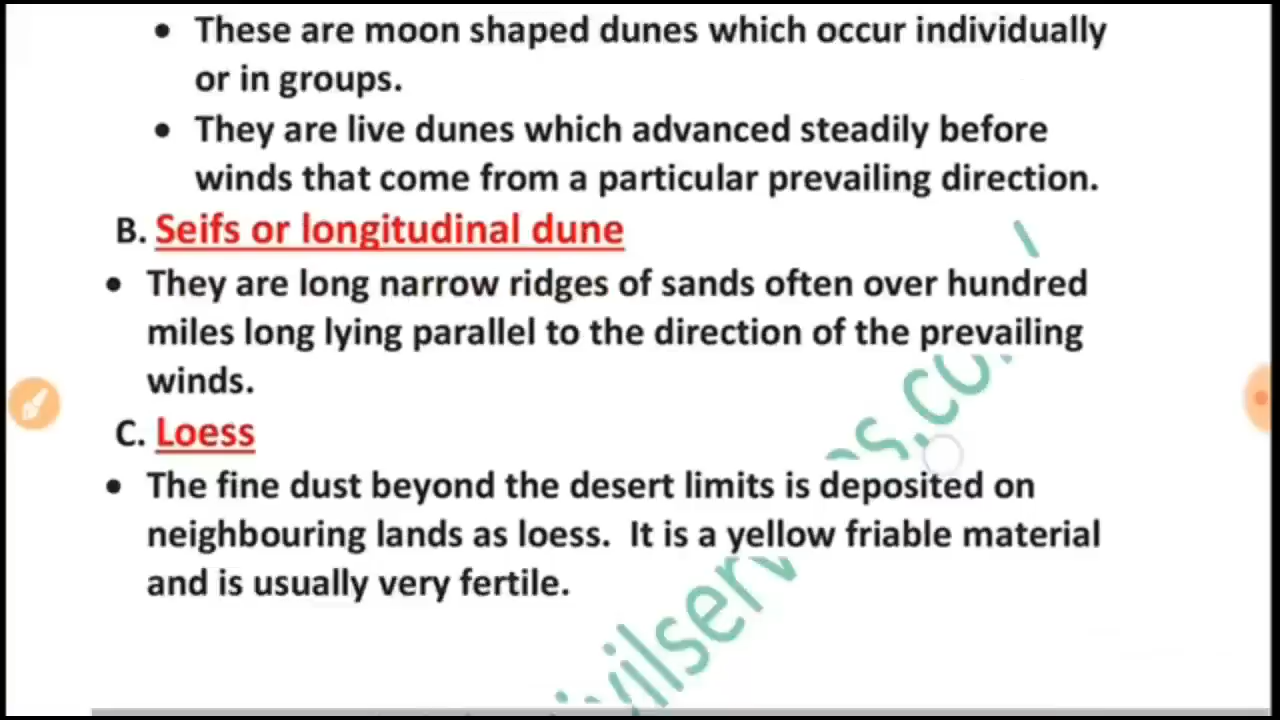 • These are moon shaped dunes which occur individually
or in groups.
• They are live dunes which advanced steadily before
winds that come from a particular prevailing direction.
B. Seifs or longitudinal dune
• They are long narrow ridges of sands often over hundred
miles long lying parallel to the direction of the prevailing
winds.
C. Loess
• The fine dust beyond the desert limits is deposited on
neighbouring lands as loess. It is a yellow friable material
and is usually very fertile.